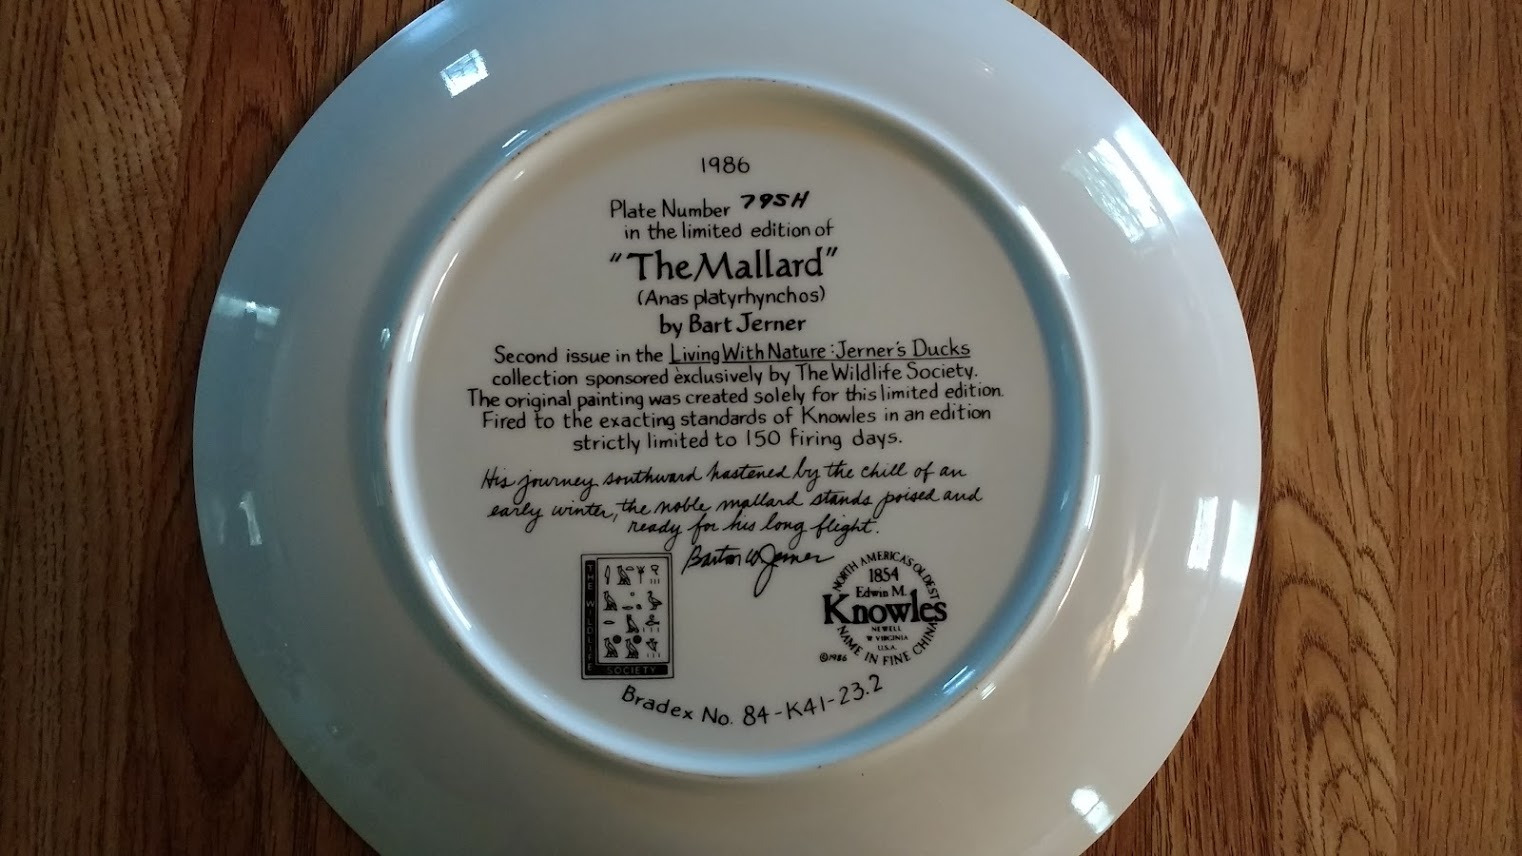 1986
Plate Number 795H
in the limited edition of
"The Mallard"
(Anas platyrhynchos)
by Bart Jerner
Second issue in the Living With Nature: Jerner's Ducks
collection sponsored exclusively by The Wildlife Society.
The original painting was created solely for this limited edition.
Fired to the exacting standards of Knowles in an edition
strictly limited to 150 firing days.
His journey southward hastened by the chill of an
early winter, the noble mallard stands poised and
ready for his long flight.
Barton W Jerner
THE WILDLIFE
SOCIETY
NORTH AMERICA'S OLDEST
1854
Edwin M.
Knowles
NEWELL
W VIRGINIA
U.S.A.
NAME IN FINE CHINA
©1986
Bradex No. 84-K41-23.2